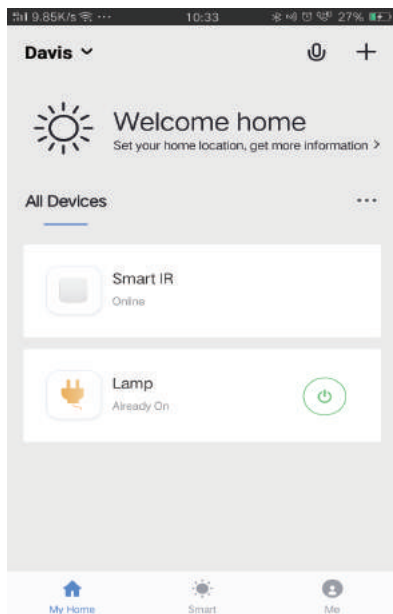 9.85K/s ··· 10:33 27%
Davis
Welcome home
Set your home location, get more information >
All Devices
Smart IR
Online
Lamp
Already On
My Home Smart Me